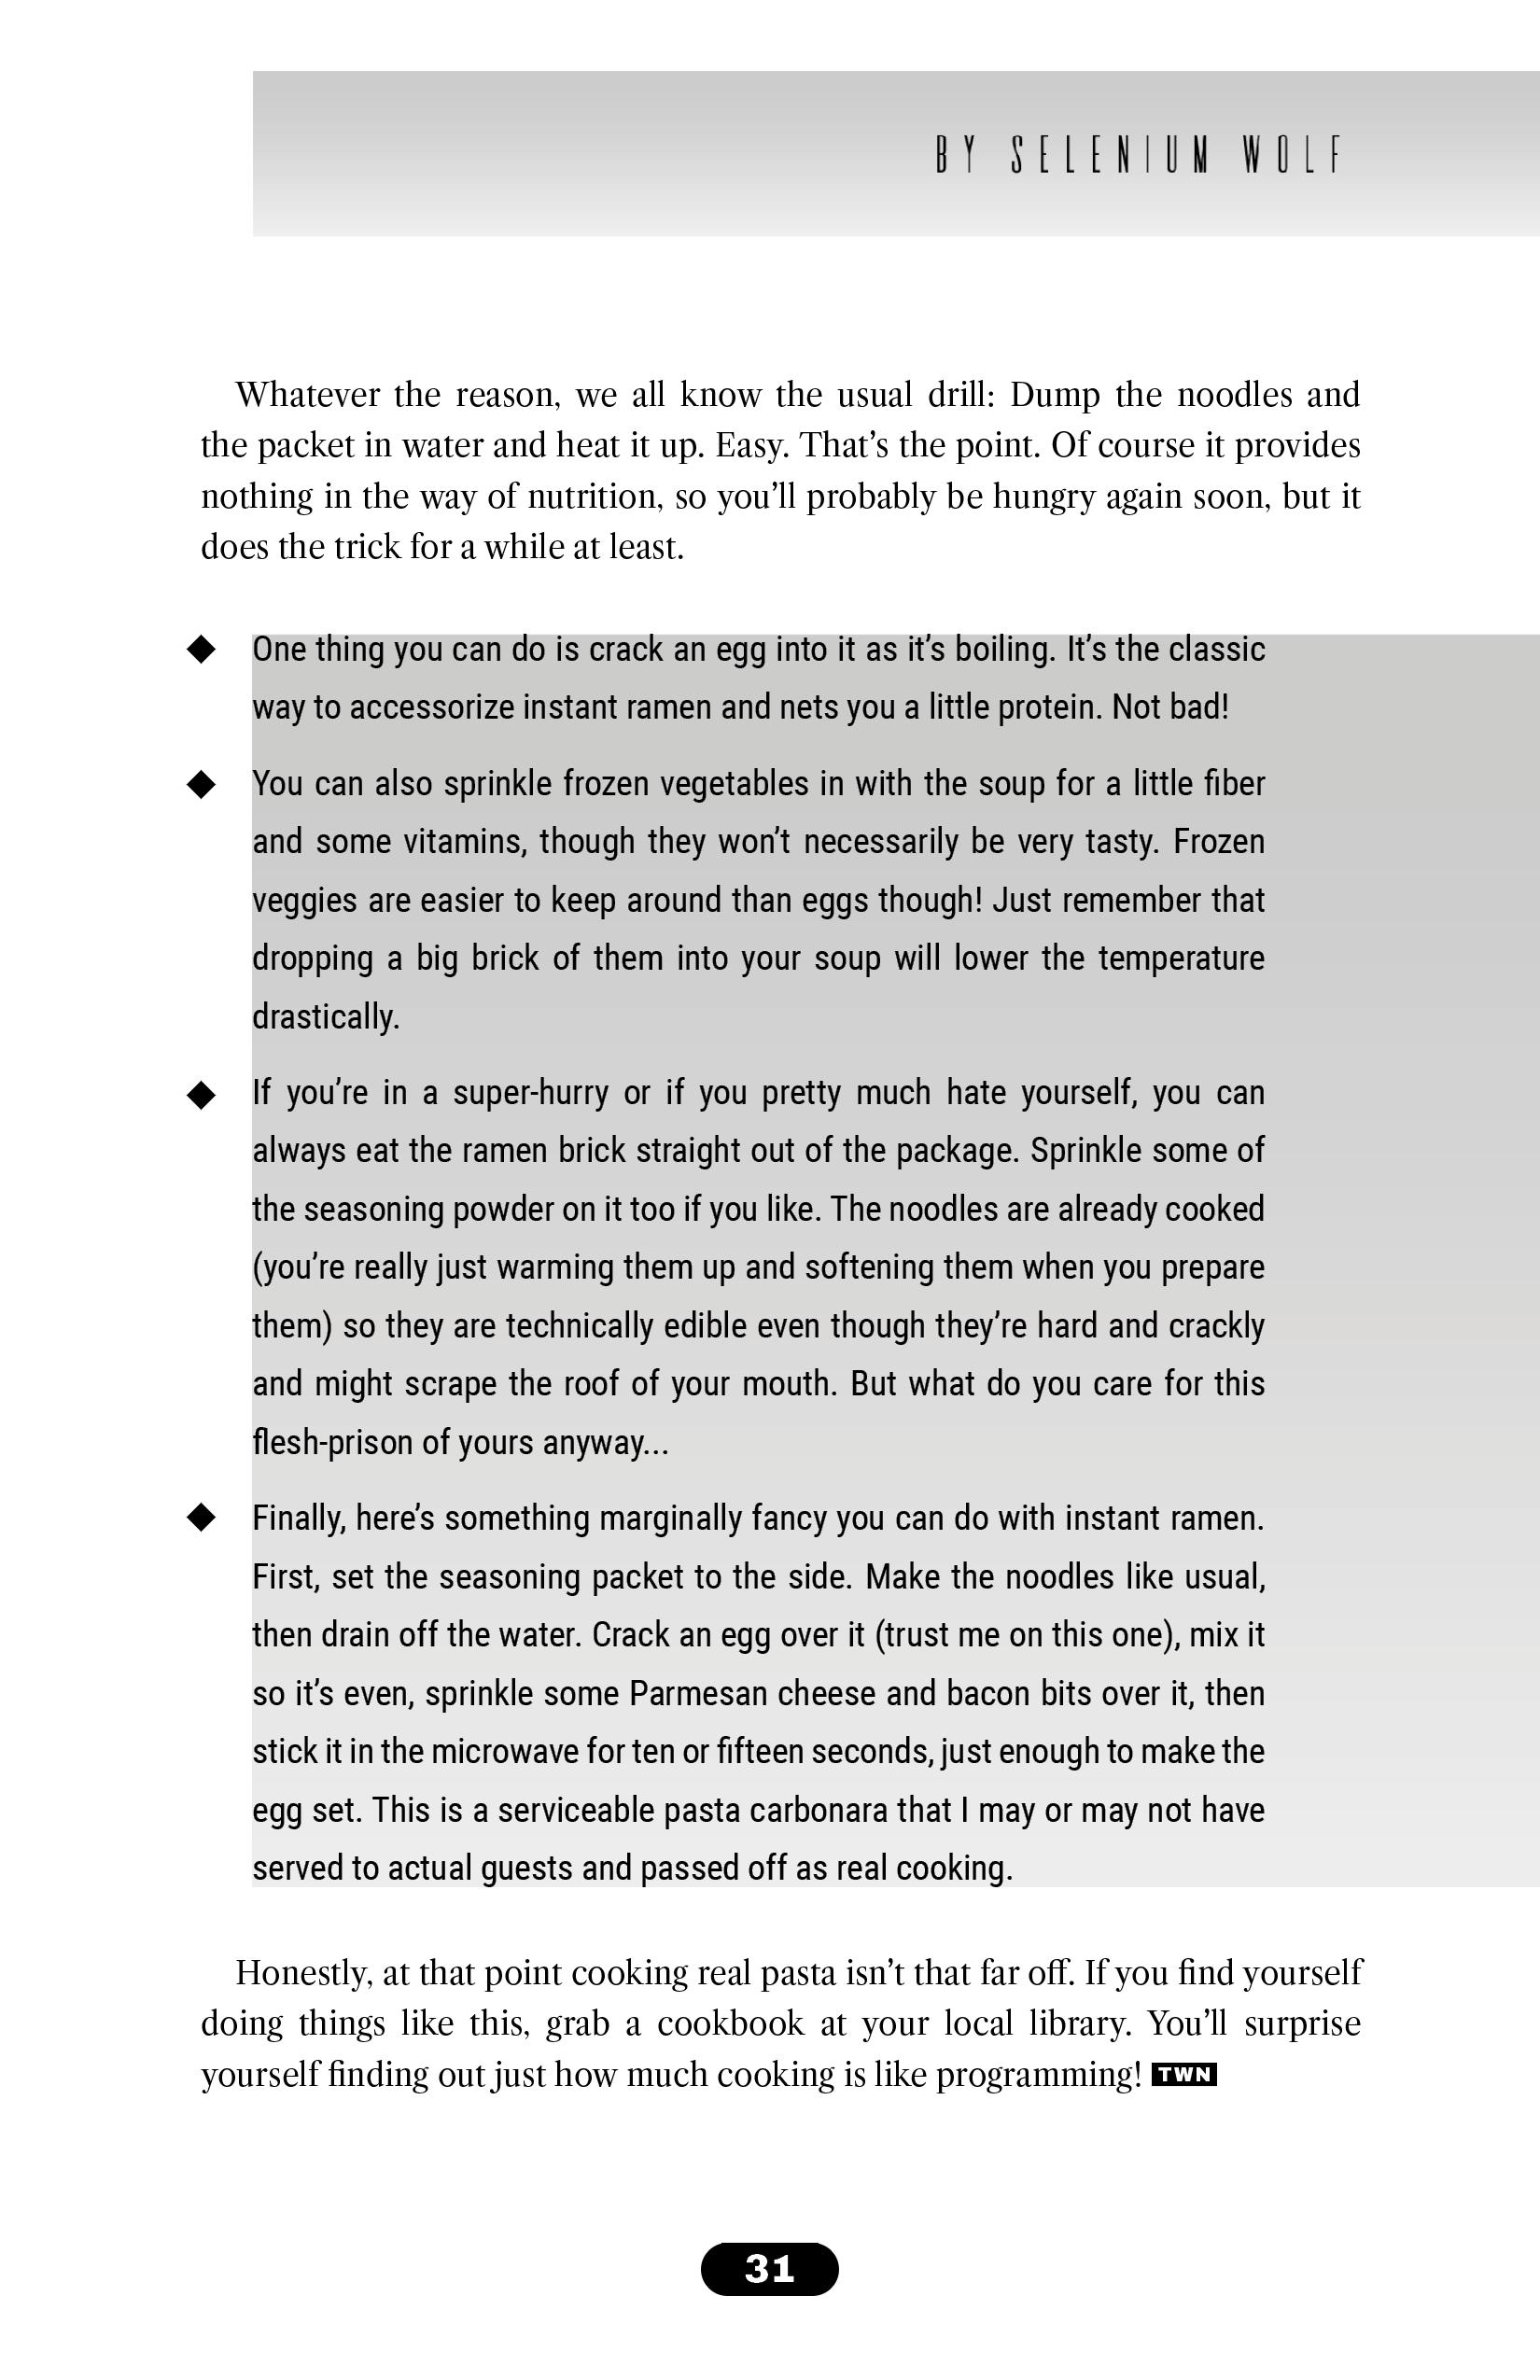 BY SELENIUM WOLF
Whatever the reason, we all know the usual drill: Dump the noodles and
the packet in water and heat it up. Easy. That’s the point. Of course it provides
nothing in the way of nutrition, so you’ll probably be hungry again soon, but it
does the trick for a while at least.
◆ One thing you can do is crack an egg into it as it’s boiling. It’s the classic
way to accessorize instant ramen and nets you a little protein. Not bad!
◆ You can also sprinkle frozen vegetables in with the soup for a little fiber
and some vitamins, though they won’t necessarily be very tasty. Frozen
veggies are easier to keep around than eggs though! Just remember that
dropping a big brick of them into your soup will lower the temperature
drastically.
◆ If you’re in a super-hurry or if you pretty much hate yourself, you can
always eat the ramen brick straight out of the package. Sprinkle some of
the seasoning powder on it too if you like. The noodles are already cooked
(you’re really just warming them up and softening them when you prepare
them) so they are technically edible even though they’re hard and crackly
and might scrape the roof of your mouth. But what do you care for this
flesh-prison of yours anyway...
◆ Finally, here’s something marginally fancy you can do with instant ramen.
First, set the seasoning packet to the side. Make the noodles like usual,
then drain off the water. Crack an egg over it (trust me on this one), mix it
so it’s even, sprinkle some Parmesan cheese and bacon bits over it, then
stick it in the microwave for ten or fifteen seconds, just enough to make the
egg set. This is a serviceable pasta carbonara that I may or may not have
served to actual guests and passed off as real cooking.
Honestly, at that point cooking real pasta isn’t that far off. If you find yourself
doing things like this, grab a cookbook at your local library. You’ll surprise
yourself finding out just how much cooking is like programming! TWN
31